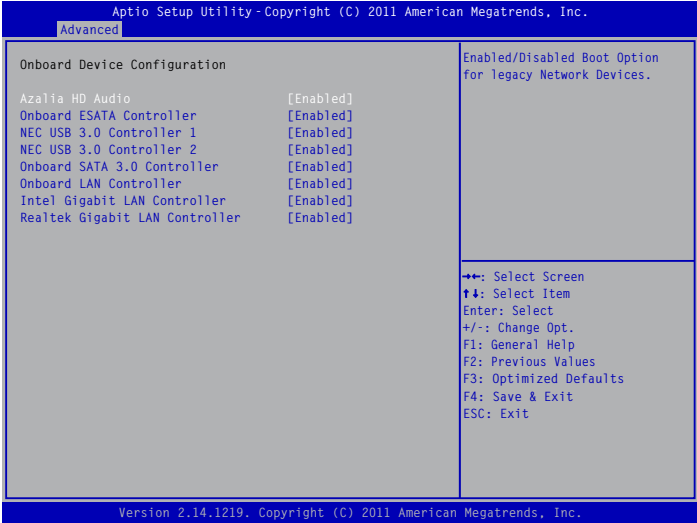 Aptio Setup Utility - Copyright (C) 2011 American Megatrends, Inc.
Advanced
Onboard Device Configuration
Azalia HD Audio [Enabled]
Onboard ESATA Controller [Enabled]
NEC USB 3.0 Controller 1 [Enabled]
NEC USB 3.0 Controller 2 [Enabled]
Onboard SATA 3.0 Controller [Enabled]
Onboard LAN Controller [Enabled]
Intel Gigabit LAN Controller [Enabled]
Realtek Gigabit LAN Controller [Enabled]
Enabled/Disabled Boot Option
for legacy Network Devices.
→←: Select Screen
↑↓: Select Item
Enter: Select
+/-: Change Opt.
F1: General Help
F2: Previous Values
F3: Optimized Defaults
F4: Save & Exit
ESC: Exit
Version 2.14.1219. Copyright (C) 2011 American Megatrends, Inc.